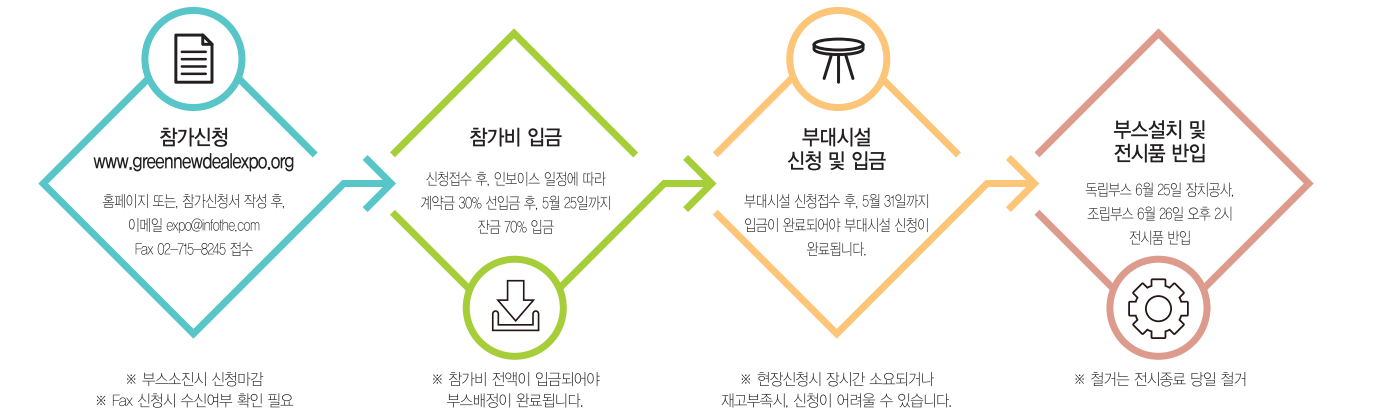 참가신청
www.greennewdealexpo.org
홈페이지 또는, 참가신청서 작성 후,
이메일 expo@infothe.com
Fax 02-715-8245 접수
※ 부스소진시 신청마감
※ Fax 신청시 수신여부 확인 필요
참가비 입금
신청접수 후, 인보이스 일정에 따라
계약금 30% 선입금 후, 5월 25일까지
잔금 70% 입금
※ 참가비 전액이 입금되어야
부스배정이 완료됩니다.
부대시설
신청 및 입금
부대시설 신청접수 후, 5월 31일까지
입금이 완료되어야 부대시설 신청이
완료됩니다.
※ 현장신청시 장시간 소요되거나
재고부족시, 신청이 어려울 수 있습니다.
부스설치 및
전시품 반입
독립부스 6월 25일 장치공사,
조립부스 6월 26일 오후 2시
전시품 반입
※ 철거는 전시종료 당일 철거